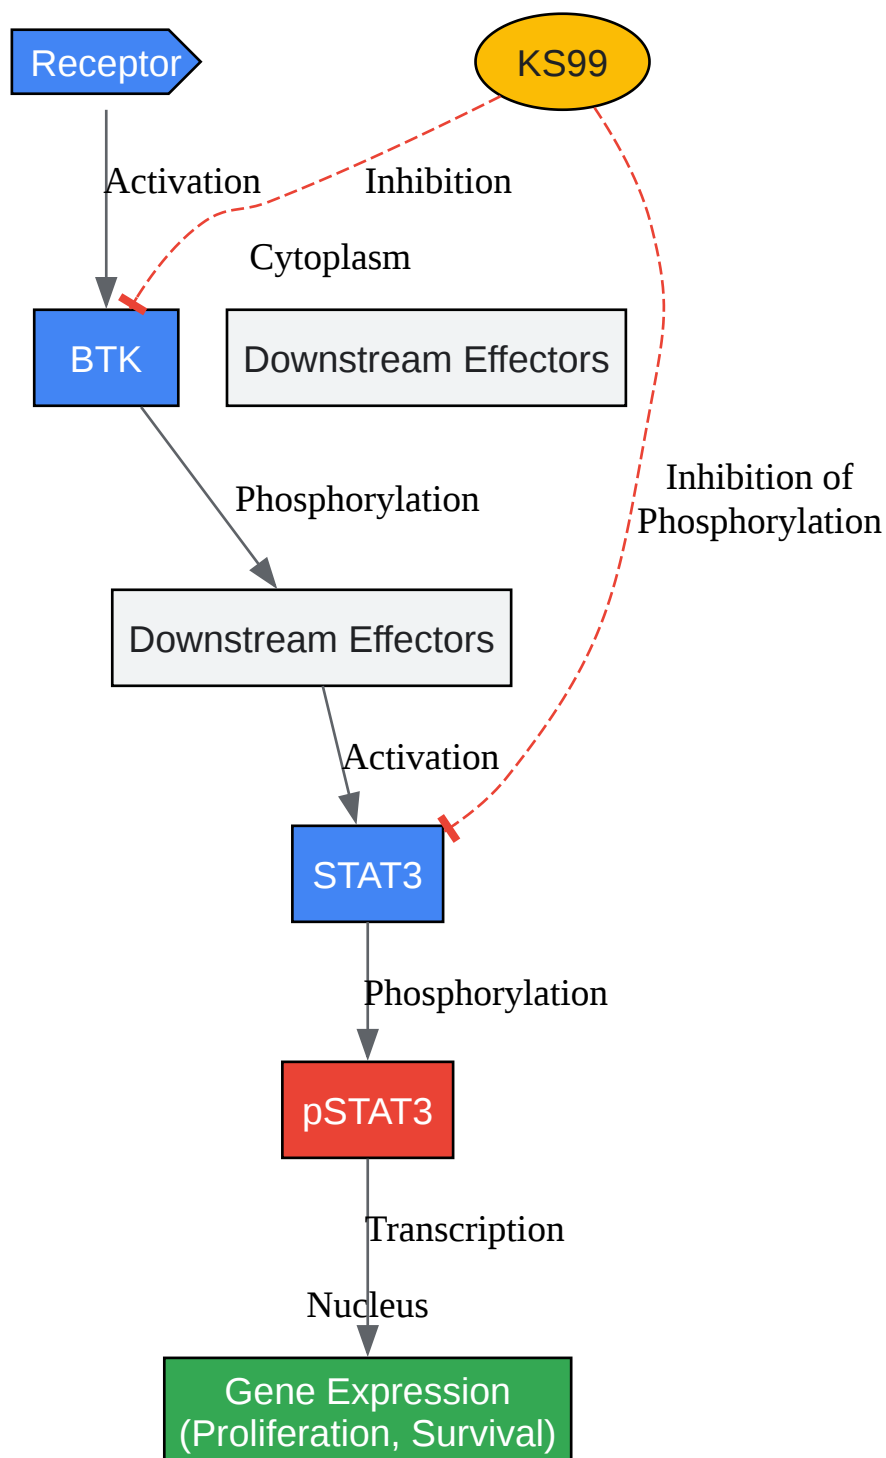 Receptor
KS99
Activation
Inhibition
Cytoplasm
BTK
Downstream Effectors
Inhibition of
Phosphorylation
Phosphorylation
Downstream Effectors
Activation
STAT3
Phosphorylation
pSTAT3
Transcription
Nucleus
Gene Expression
(Proliferation, Survival)